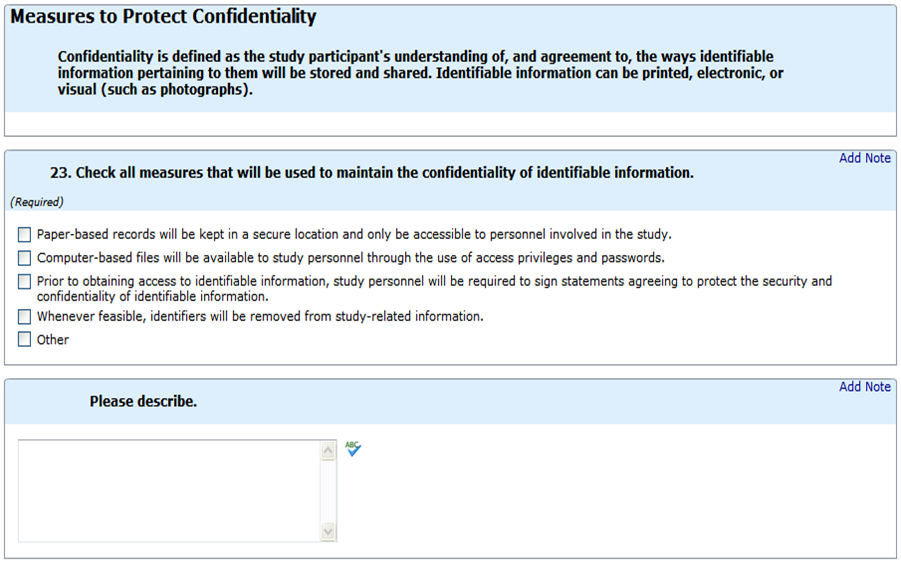 Measures to Protect Confidentiality
Confidentiality is defined as the study participant's understanding of, and agreement to, the ways identifiable
information pertaining to them will be stored and shared. Identifiable information can be printed, electronic, or
visual (such as photographs).
Add Note
23. Check all measures that will be used to maintain the confidentiality of identifiable information.
(Required)
Paper-based records will be kept in a secure location and only be accessible to personnel involved in the study.
Computer-based files will be available to study personnel through the use of access privileges and passwords.
Prior to obtaining access to identifiable information, study personnel will be required to sign statements agreeing to protect the security and
confidentiality of identifiable information.
Whenever feasible, identifiers will be removed from study-related information.
Other
Add Note
Please describe.
ABC